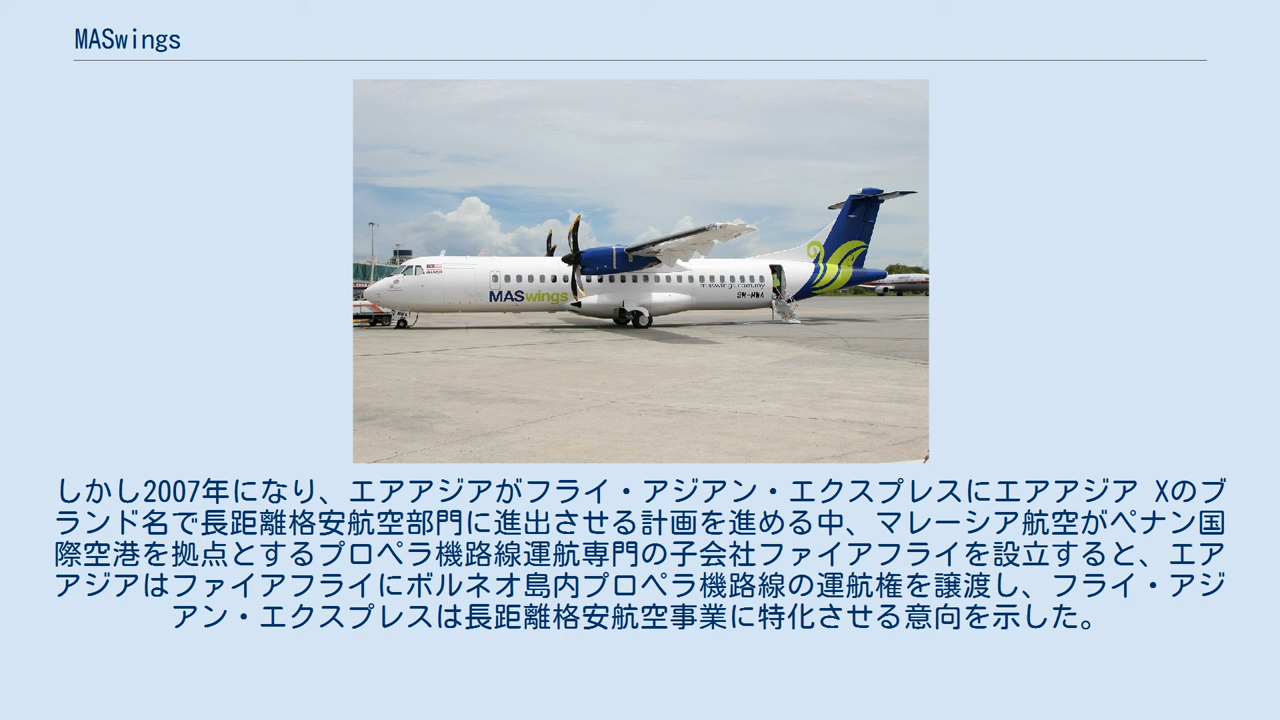 MASwings
MASwings
maswings.com.my
9M-MWA
しかし2007年になり、エアアジアがフライ・アジアン・エクスプレスにエアアジア Xのブ
ランド名で長距離格安航空部門に進出させる計画を進める中、マレーシア航空がペナン国
際空港を拠点とするプロペラ機路線運航専門の子会社ファイアフライを設立すると、エア
アジアはファイアフライにボルネオ島内プロペラ機路線の運航権を譲渡し、フライ・アジ
アン・エクスプレスは長距離格安航空事業に特化させる意向を示した。